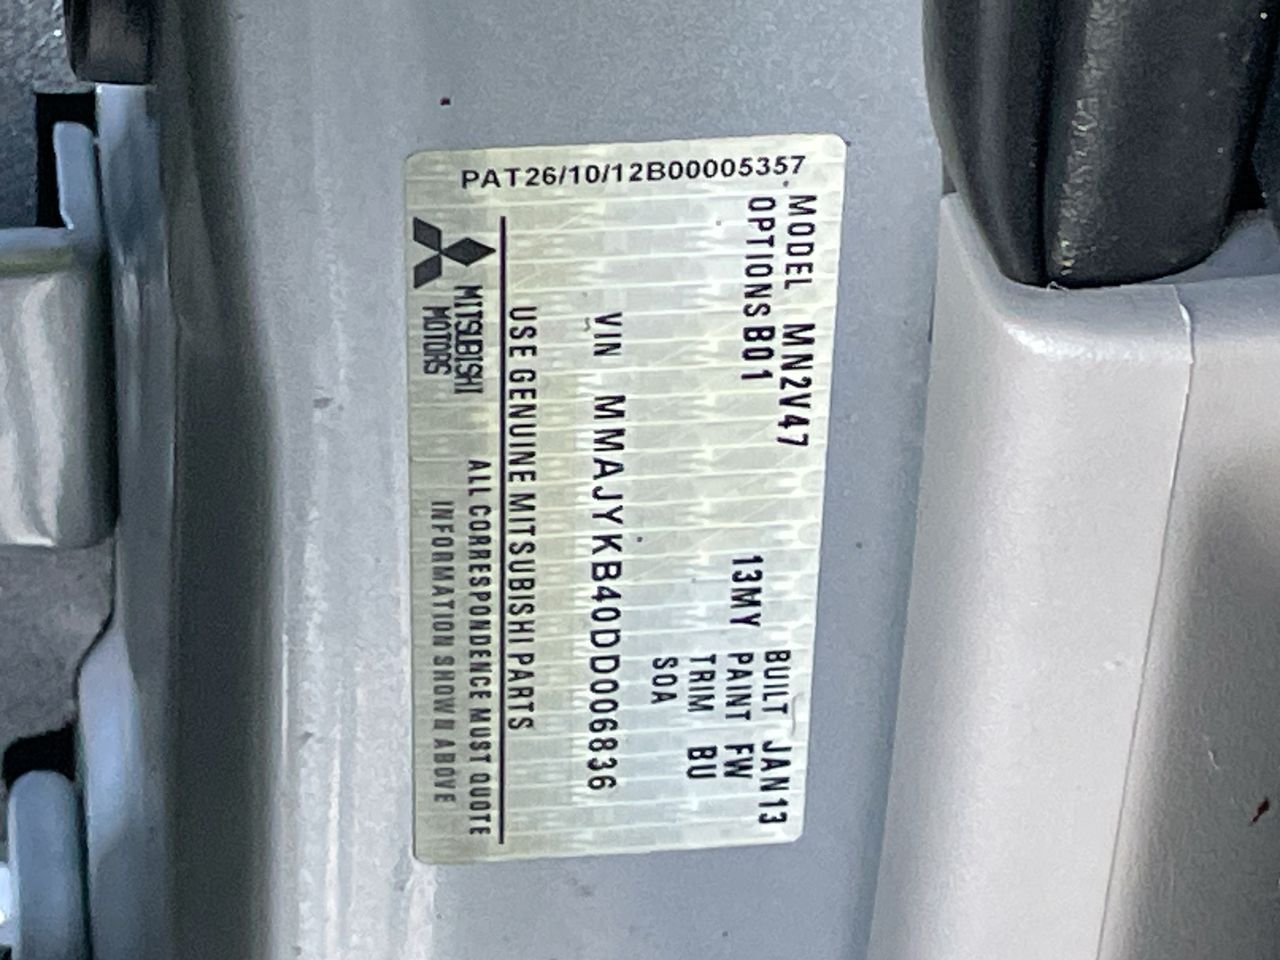 PAT26/10/12B00005357
MODEL MN2V47
OPTIONS B01
BUILT JAN13
13MY PAINT FW
TRIM BU
SOA
VIN MMAJYKB40DD006836
USE GENUINE MITSUBISHI PARTS
MITSUBISHI
MOTORS
ALL CORRESPONDENCE MUST QUOTE
INFORMATION SHOWN ABOVE